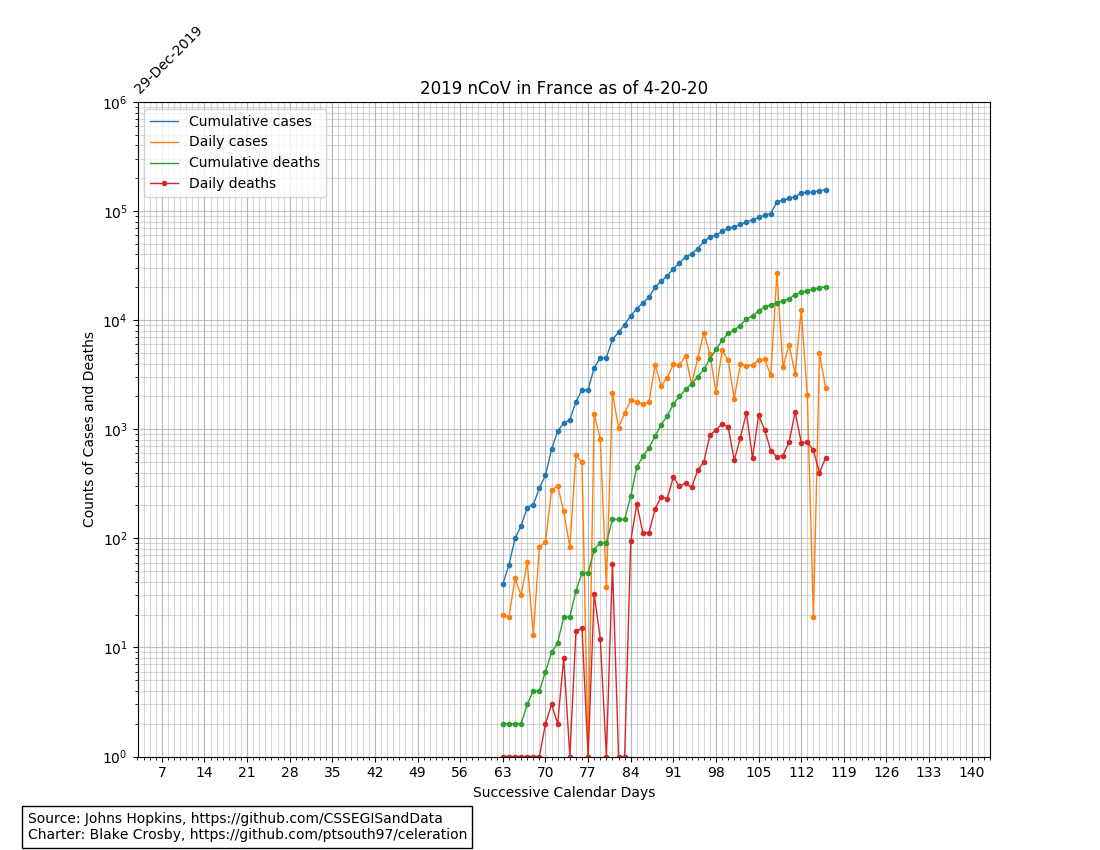 29-Dec-2019
2019 nCoV in France as of 4-20-20
Cumulative cases
Daily cases
Cumulative deaths
Daily deaths
Counts of Cases and Deaths
10^6
10^5
10^4
10^3
10^2
10^1
10^0
7 14 21 28 35 42 49 56 63 70 77 84 91 98 105 112 119 126 133 140
Successive Calendar Days
Source: Johns Hopkins, https://github.com/CSSEGISandData
Charter: Blake Crosby, https://github.com/ptsouth97/celeration